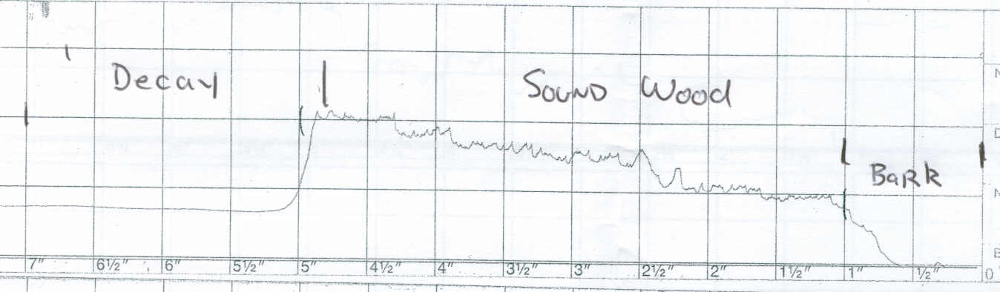 Decay
Sound Wood
Bark
7" 6½" 6" 5½" 5" 4½" 4" 3½" 3" 2½" 2" 1½" 1" ½" 0